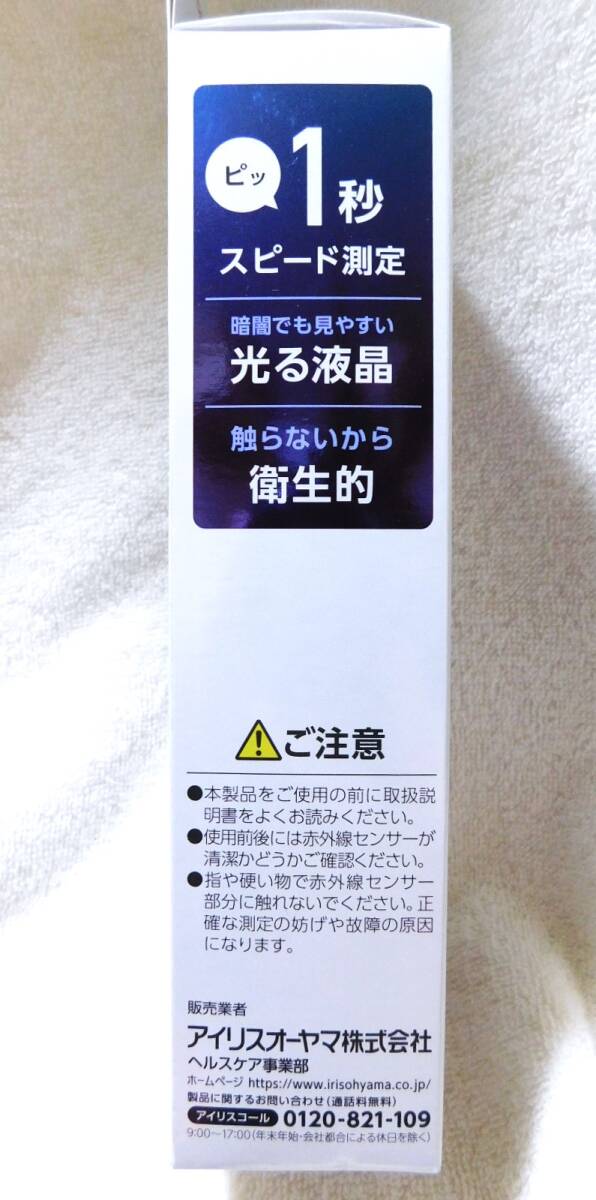 ピッ
1秒
スピード測定
暗闇でも見やすい
光る液晶
触らないから
衛生的
ご注意
●本製品をご使用の前に取扱説
明書をよくお読みください。
●使用前後には赤外線センサーが
清潔かどうかご確認ください。
●指や硬い物で赤外線センサー
部分に触れないでください。正
確な測定の妨げや故障の原因
になります。
販売業者
アイリスオーヤマ株式会社
ヘルスケア事業部
ホームページ https://www.irisohyama.co.jp/
製品に関するお問い合わせ(通話料無料)
アイリスコール 0120-821-109
9:00〜17:00(年末年始・会社都合による休日を除く)